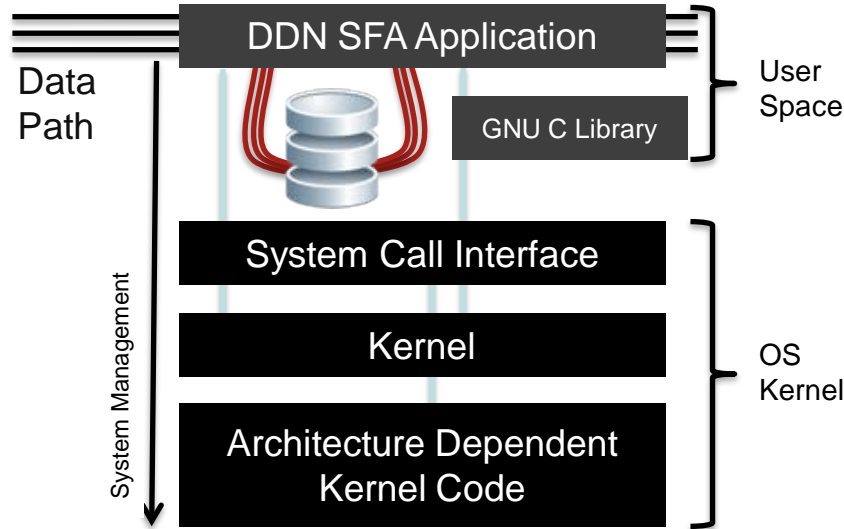 DDN SFA Application
Data
Path
User
Space
GNU C Library
System Call Interface
System Management
Kernel
OS
Kernel
Architecture Dependent
Kernel Code